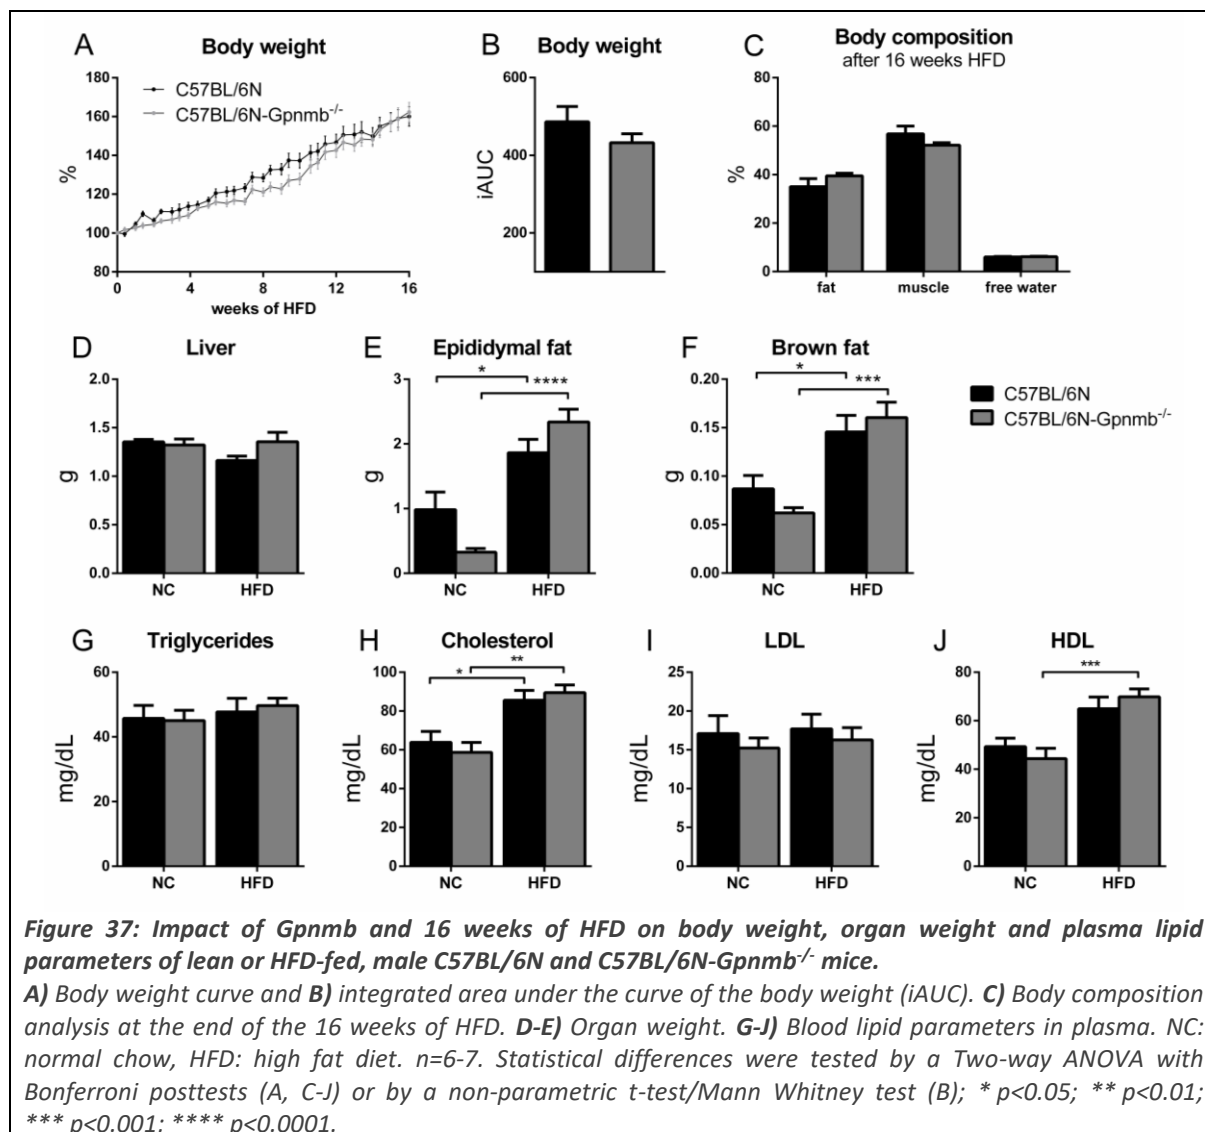 A Body weight
180
160
140
120
100
80
%
C57BL/6N
C57BL/6N-Gpnmb-/-
0 4 8 12 16
weeks of HFD
B Body weight
600
400
200
iAUC
C Body composition
after 16 weeks HFD
80
60
40
20
0
%
fat muscle free water
D Liver
2.0
1.5
1.0
0.5
0.0
g
NC HFD
E Epididymal fat
* ****
3
2
1
0
g
NC HFD
F Brown fat
* ***
0.20
0.15
0.10
0.05
0.00
g
NC HFD
C57BL/6N
C57BL/6N-Gpnmb-/-
G Triglycerides
60
40
20
0
mg/dL
NC HFD
H Cholesterol
* **
100
80
60
40
20
0
mg/dL
NC HFD
I LDL
25
20
15
10
5
0
mg/dL
NC HFD
J HDL
***
80
60
40
20
0
mg/dL
NC HFD
Figure 37: Impact of Gpnmb and 16 weeks of HFD on body weight, organ weight and plasma lipid
parameters of lean or HFD-fed, male C57BL/6N and C57BL/6N-Gpnmb-/- mice.
A) Body weight curve and B) integrated area under the curve of the body weight (iAUC). C) Body composition
analysis at the end of the 16 weeks of HFD. D-E) Organ weight. G-J) Blood lipid parameters in plasma. NC:
normal chow, HFD: high fat diet. n=6-7. Statistical differences were tested by a Two-way ANOVA with
Bonferroni posttests (A, C-J) or by a non-parametric t-test/Mann Whitney test (B); * p<0.05; ** p<0.01;
*** p<0.001; **** p<0.0001.